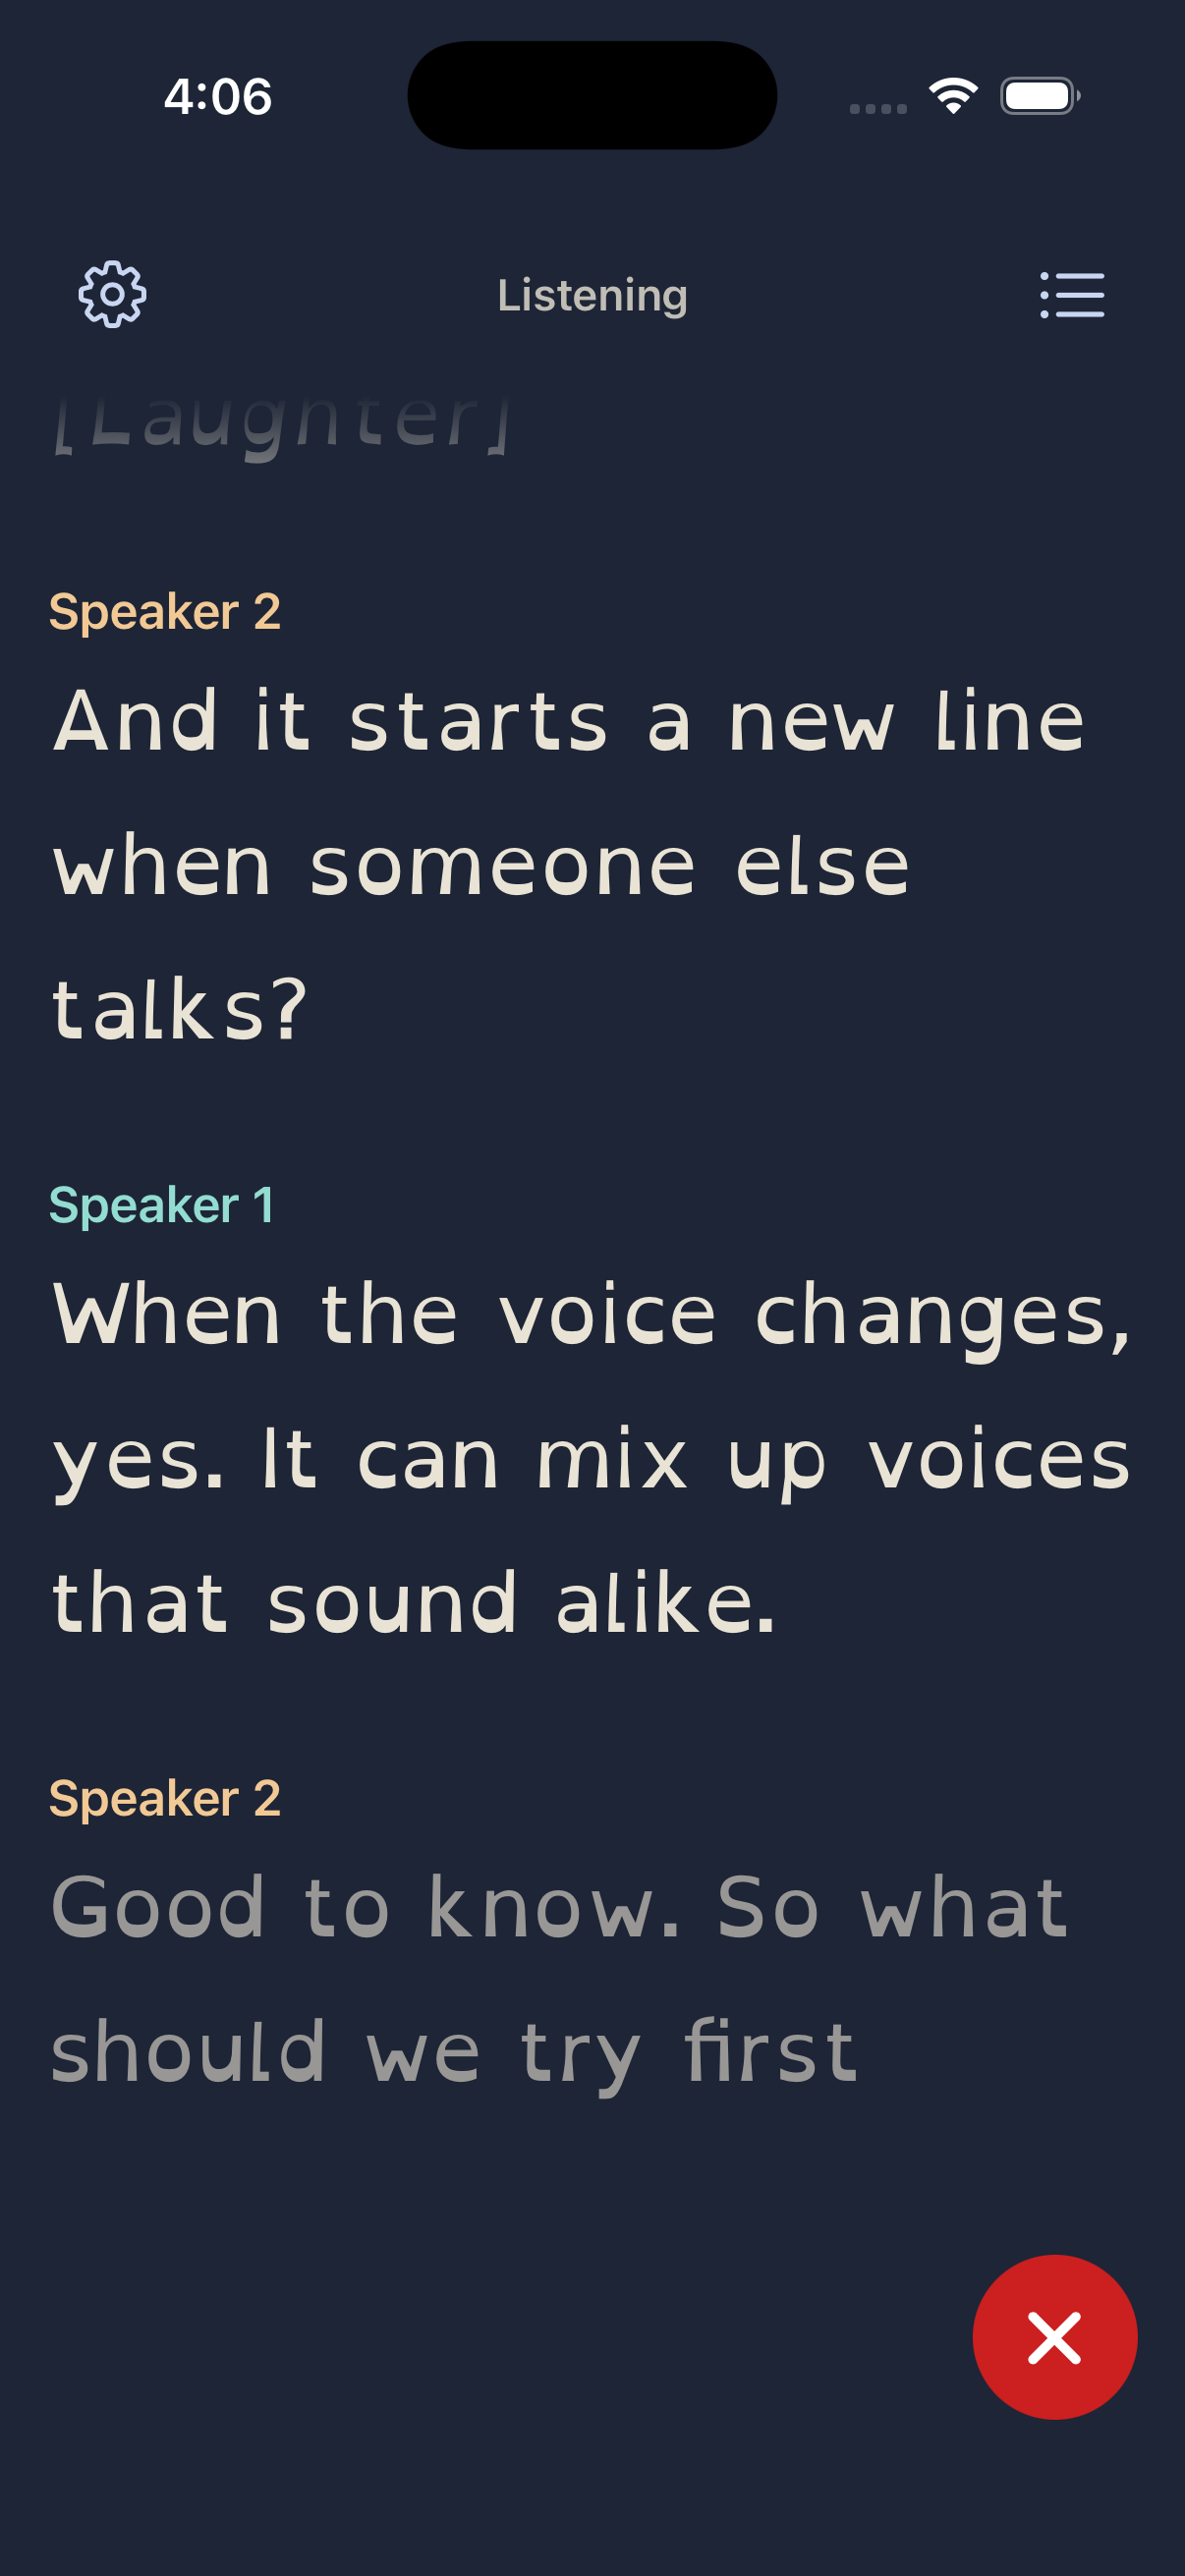 4:06
Listening
[Laughter]
Speaker 2
And it starts a new line
when someone else
talks?
Speaker 1
When the voice changes,
yes. It can mix up voices
that sound alike.
Speaker 2
Good to know. So what
should we try first